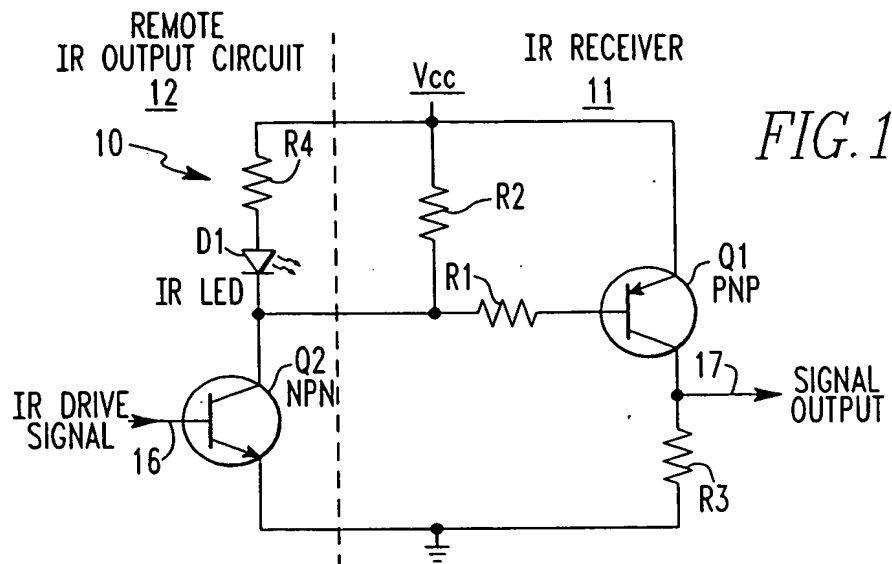 REMOTE
IR OUTPUT CIRCUIT
12
IR RECEIVER
11
Vcc
FIG. 1
10
R4
R2
D1
IR LED
R1
Q1
PNP
Q2
NPN
IR DRIVE
SIGNAL
16
17
SIGNAL
OUTPUT
R3